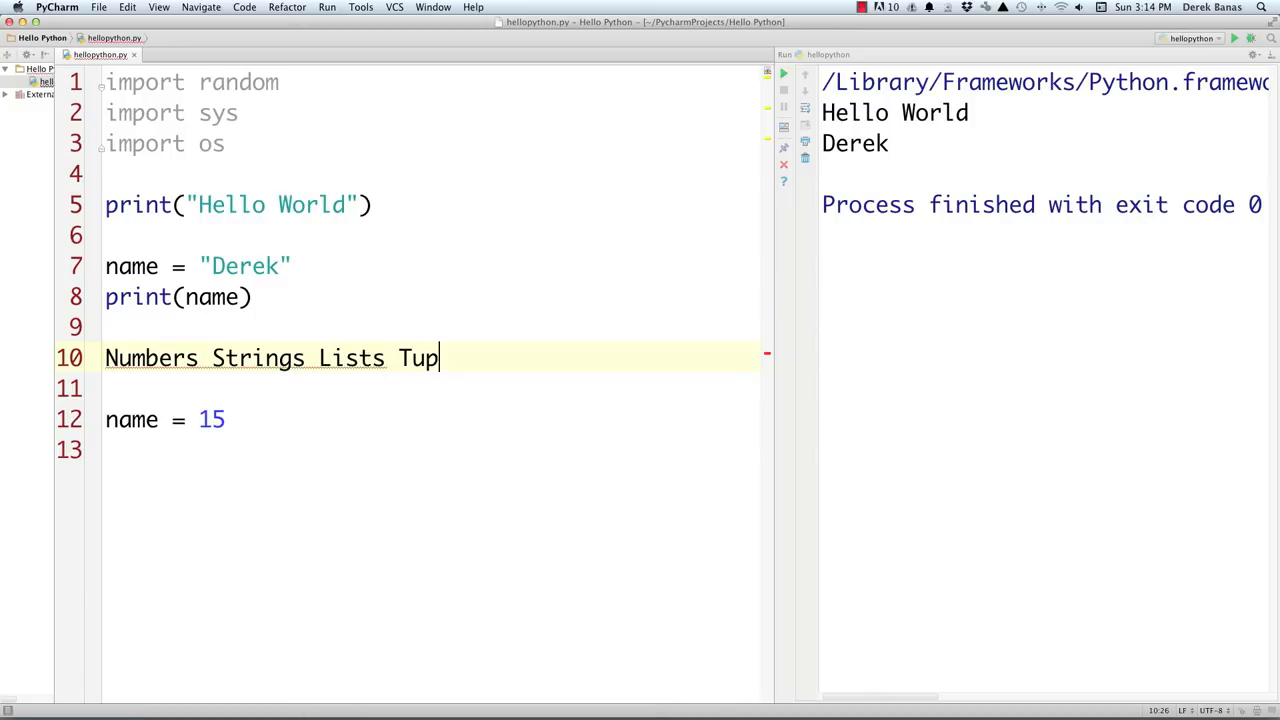 PyCharm File Edit View Navigate Code Refactor Run Tools VCS Window Help 10 Sun 3:14 PM Derek Banas
hellopython.py – Hello Python – [~/PycharmProjects/Hello Python]
Hello Python hellopython.py hellopython
hellopython.py Run hellopython
Hello P
hell
Extern
1 import random
2 import sys
3 import os
4
5 print("Hello World")
6
7 name = "Derek"
8 print(name)
9
10 Numbers Strings Lists Tup
11
12 name = 15
13
/Library/Frameworks/Python.framewo
Hello World
Derek
Process finished with exit code 0
10:26 LF UTF-8